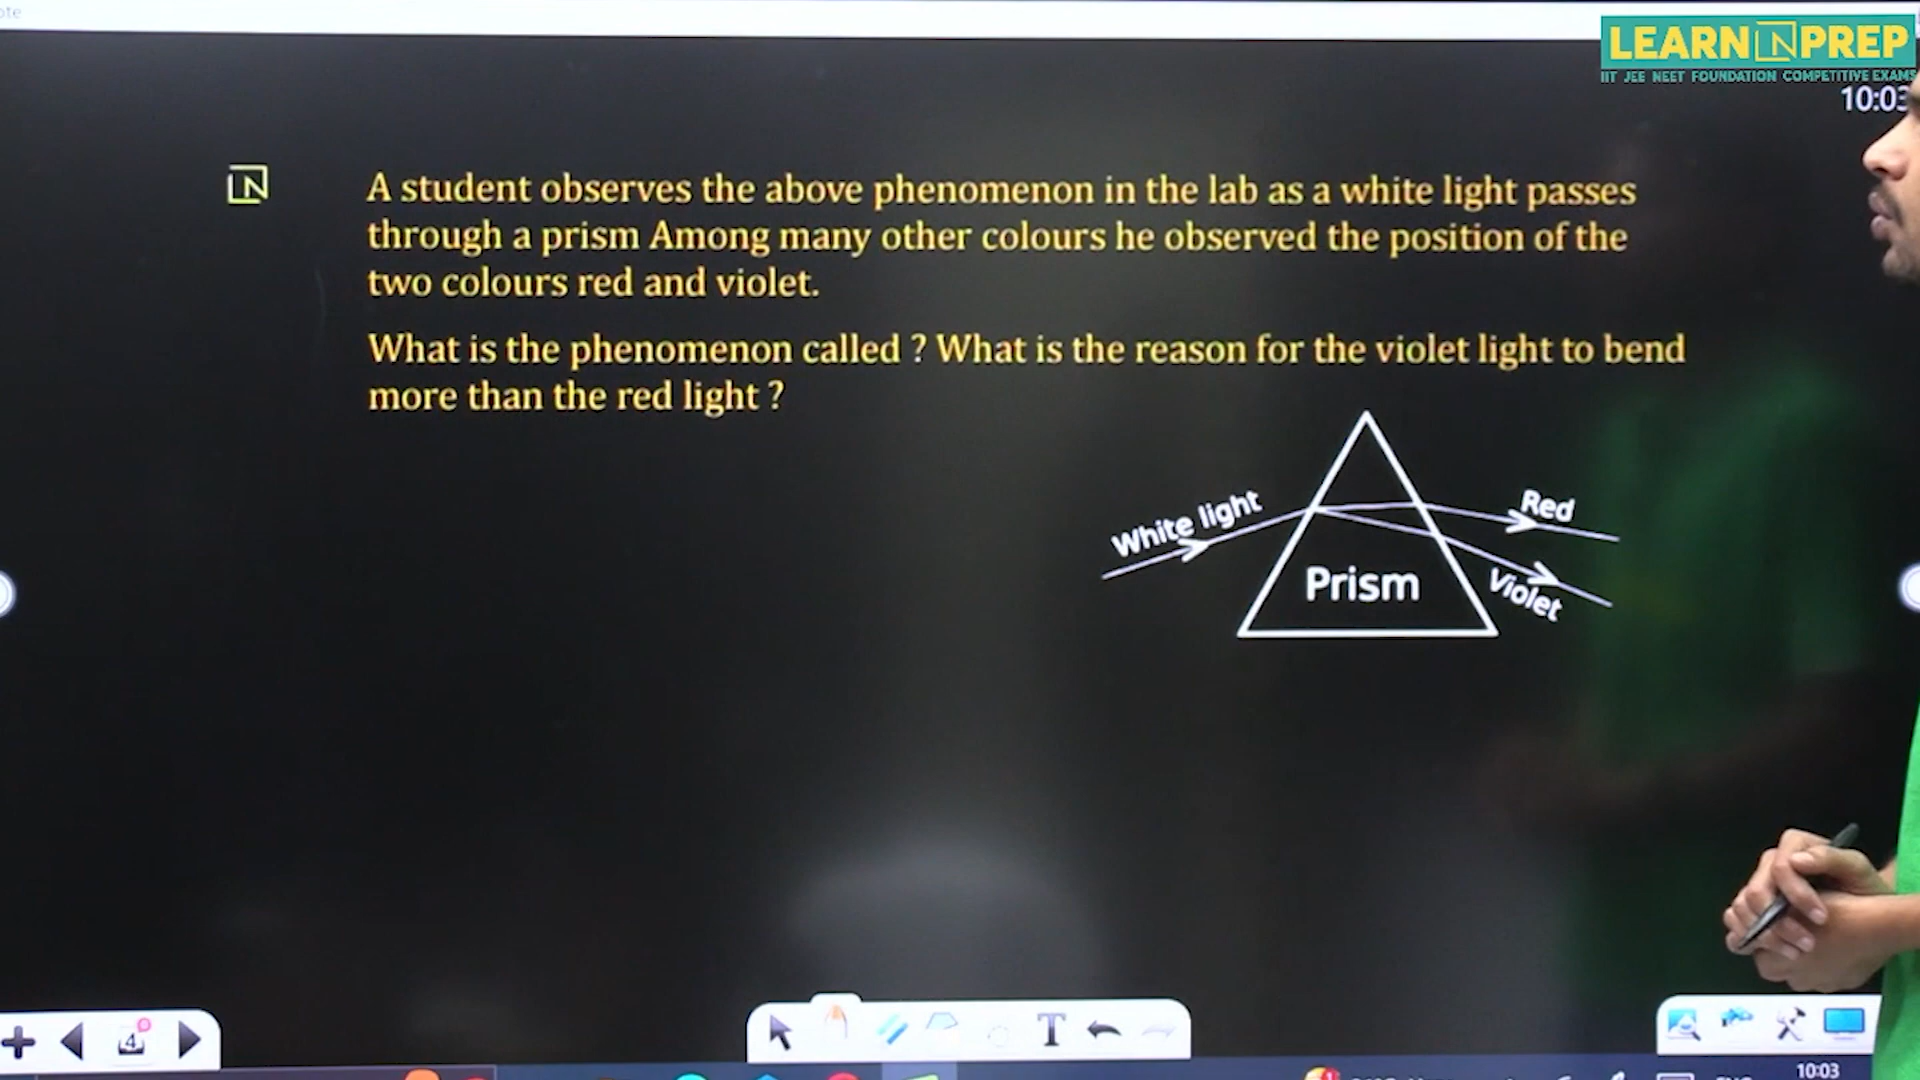 ote
LEARN N PREP
IIT JEE NEET FOUNDATION COMPETITIVE EXAMS
10:03
LN
A student observes the above phenomenon in the lab as a white light passes
through a prism Among many other colours he observed the position of the
two colours red and violet.
What is the phenomenon called ? What is the reason for the violet light to bend
more than the red light ?
White light
Red
Prism
Violet
4
T
10:03